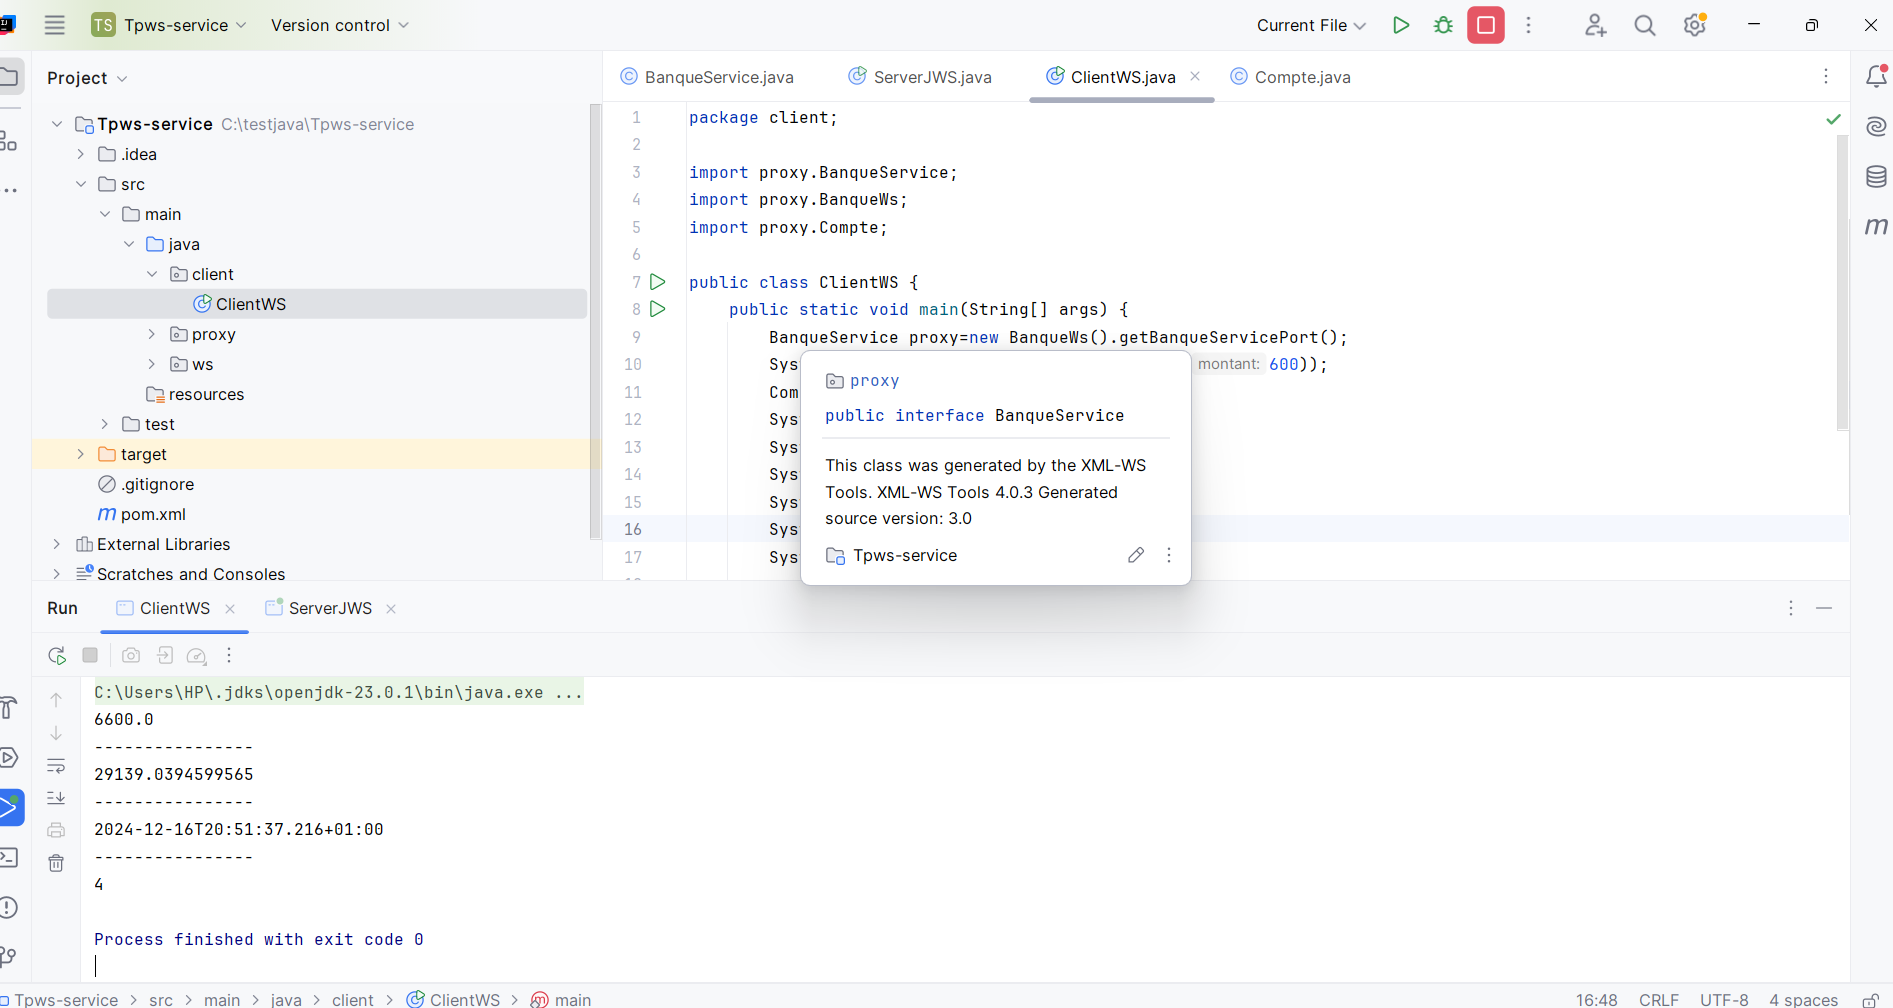 TS Tpws-service Version control Current File
Project
BanqueService.java ServerJWS.java ClientWS.java Compte.java
Tpws-service C:\testjava\Tpws-service
.idea
src
main
java
client
ClientWS
proxy
ws
resources
test
target
.gitignore
m pom.xml
External Libraries
Scratches and Consoles
1 package client;
2
3 import proxy.BanqueService;
4 import proxy.BanqueWs;
5 import proxy.Compte;
6
7 public class ClientWS {
8 public static void main(String[] args) {
9 BanqueService proxy=new BanqueWs().getBanqueServicePort();
10 Sys montant: 600));
11 Com
12 Sys
13 Sys
14 Sys
15 Sys
16 Sys
17 Sys
proxy
public interface BanqueService
This class was generated by the XML-WS
Tools. XML-WS Tools 4.0.3 Generated
source version: 3.0
Tpws-service
m
Run ClientWS ServerJWS
C:\Users\HP\.jdks\openjdk-23.0.1\bin\java.exe ...
6600.0
----------------
29139.0394599565
----------------
2024-12-16T20:51:37.216+01:00
----------------
4
Process finished with exit code 0
Tpws-service > src > main > java > client > ClientWS > m main 16:48 CRLF UTF-8 4 spaces